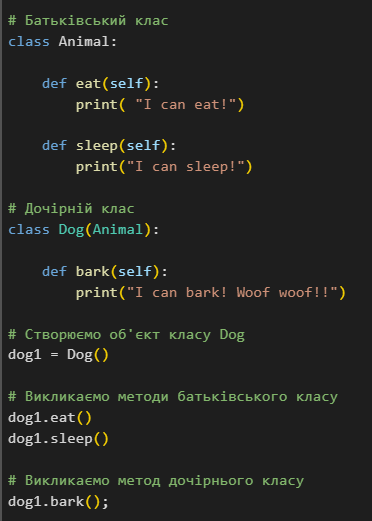 # Батьківський клас
class Animal:
def eat(self):
print( "I can eat!")
def sleep(self):
print("I can sleep!")
# Дочірній клас
class Dog(Animal):
def bark(self):
print("I can bark! Woof woof!!")
# Створюємо об'єкт класу Dog
dog1 = Dog()
# Викликаємо методи батьківського класу
dog1.eat()
dog1.sleep()
# Викликаємо метод дочірнього класу
dog1.bark();